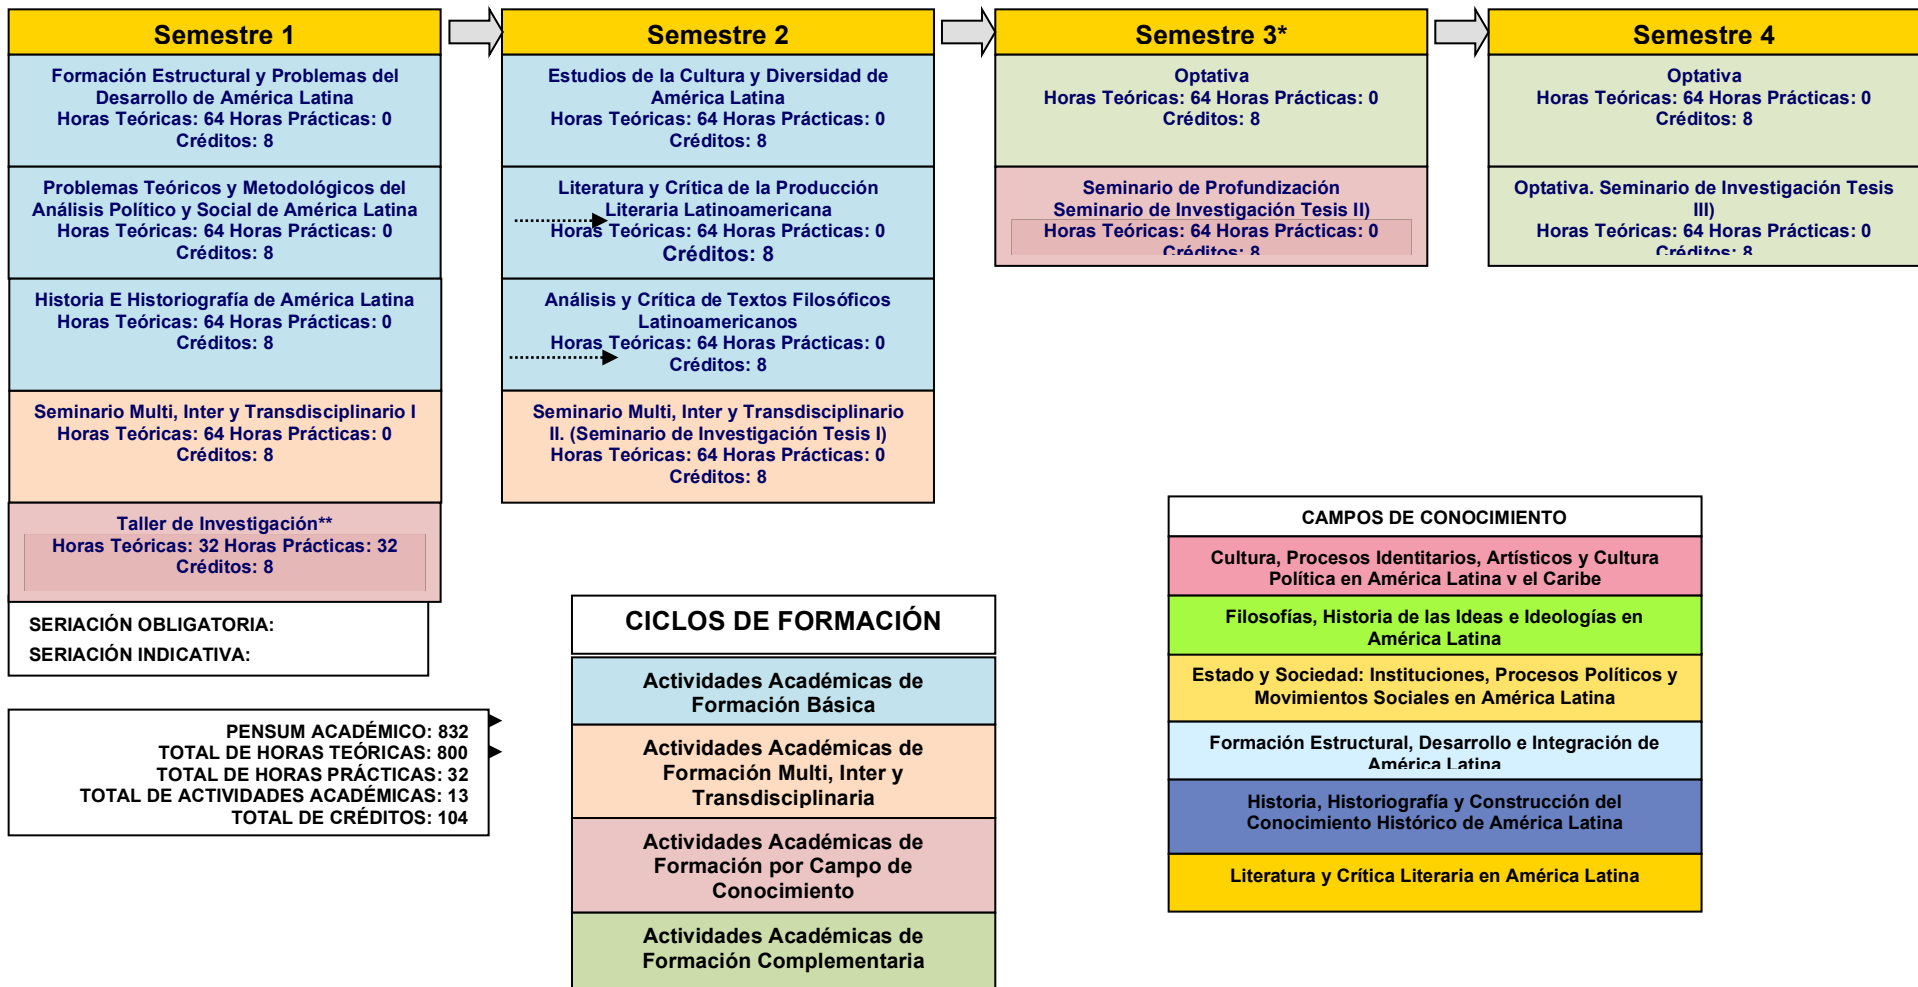 Semestre 1
Formación Estructural y Problemas del
Desarrollo de América Latina
Horas Teóricas: 64 Horas Prácticas: 0
Créditos: 8
Problemas Teóricos y Metodológicos del
Análisis Político y Social de América Latina
Horas Teóricas: 64 Horas Prácticas: 0
Créditos: 8
Historia E Historiografía de América Latina
Horas Teóricas: 64 Horas Prácticas: 0
Créditos: 8
Seminario Multi, Inter y Transdisciplinario I
Horas Teóricas: 64 Horas Prácticas: 0
Créditos: 8
Taller de Investigación**
Horas Teóricas: 32 Horas Prácticas: 32
Créditos: 8
SERIACIÓN OBLIGATORIA:
SERIACIÓN INDICATIVA:
PENSUM ACADÉMICO: 832
TOTAL DE HORAS TEÓRICAS: 800
TOTAL DE HORAS PRÁCTICAS: 32
TOTAL DE ACTIVIDADES ACADÉMICAS: 13
TOTAL DE CRÉDITOS: 104
Semestre 2
Estudios de la Cultura y Diversidad de
América Latina
Horas Teóricas: 64 Horas Prácticas: 0
Créditos: 8
Literatura y Crítica de la Producción
Literaria Latinoamericana
Horas Teóricas: 64 Horas Prácticas: 0
Créditos: 8
Análisis y Crítica de Textos Filosóficos
Latinoamericanos
Horas Teóricas: 64 Horas Prácticas: 0
Créditos: 8
Seminario Multi, Inter y Transdisciplinario
II. (Seminario de Investigación Tesis I)
Horas Teóricas: 64 Horas Prácticas: 0
Créditos: 8
Semestre 3*
Optativa
Horas Teóricas: 64 Horas Prácticas: 0
Créditos: 8
Seminario de Profundización
Seminario de Investigación Tesis II)
Horas Teóricas: 64 Horas Prácticas: 0
Créditos: 8
Semestre 4
Optativa
Horas Teóricas: 64 Horas Prácticas: 0
Créditos: 8
Optativa. Seminario de Investigación Tesis
III)
Horas Teóricas: 64 Horas Prácticas: 0
Créditos: 8
CICLOS DE FORMACIÓN
Actividades Académicas de
Formación Básica
Actividades Académicas de
Formación Multi, Inter y
Transdisciplinaria
Actividades Académicas de
Formación por Campo de
Conocimiento
Actividades Académicas de
Formación Complementaria
CAMPOS DE CONOCIMIENTO
Cultura, Procesos Identitarios, Artísticos y Cultura
Política en América Latina y el Caribe
Filosofías, Historia de las Ideas e Ideologías en
América Latina
Estado y Sociedad: Instituciones, Procesos Políticos y
Movimientos Sociales en América Latina
Formación Estructural, Desarrollo e Integración de
América Latina
Historia, Historiografía y Construcción del
Conocimiento Histórico de América Latina
Literatura y Crítica Literaria en América Latina